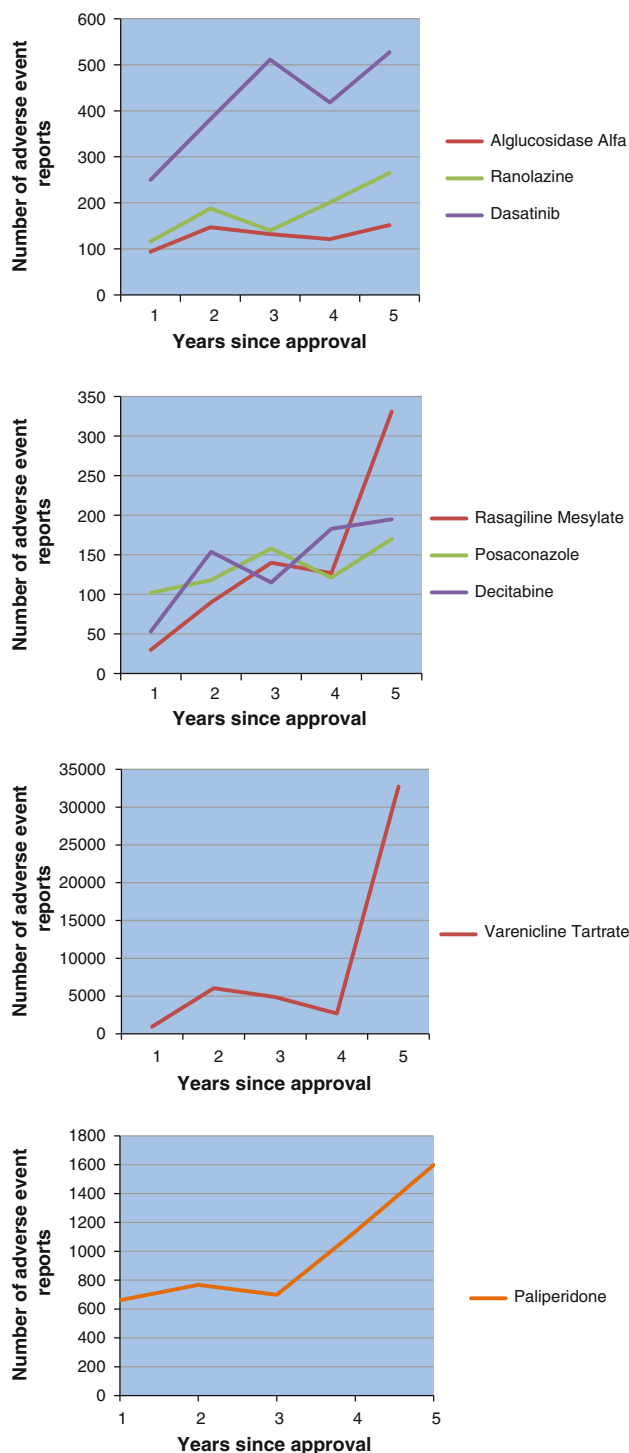 Number of adverse event
reports
600
500
400
300
200
100
0
1 2 3 4 5
Years since approval
Alglucosidase Alfa
Ranolazine
Dasatinib
Number of adverse event
reports
350
300
250
200
150
100
50
0
1 2 3 4 5
Years since approval
Rasagiline Mesylate
Posaconazole
Decitabine
Number of adverse event
reports
35000
30000
25000
20000
15000
10000
5000
0
1 2 3 4 5
Years since approval
Varenicline Tartrate
Number of adverse event
reports
1800
1600
1400
1200
1000
800
600
400
200
0
1 2 3 4 5
Years since approval
Paliperidone